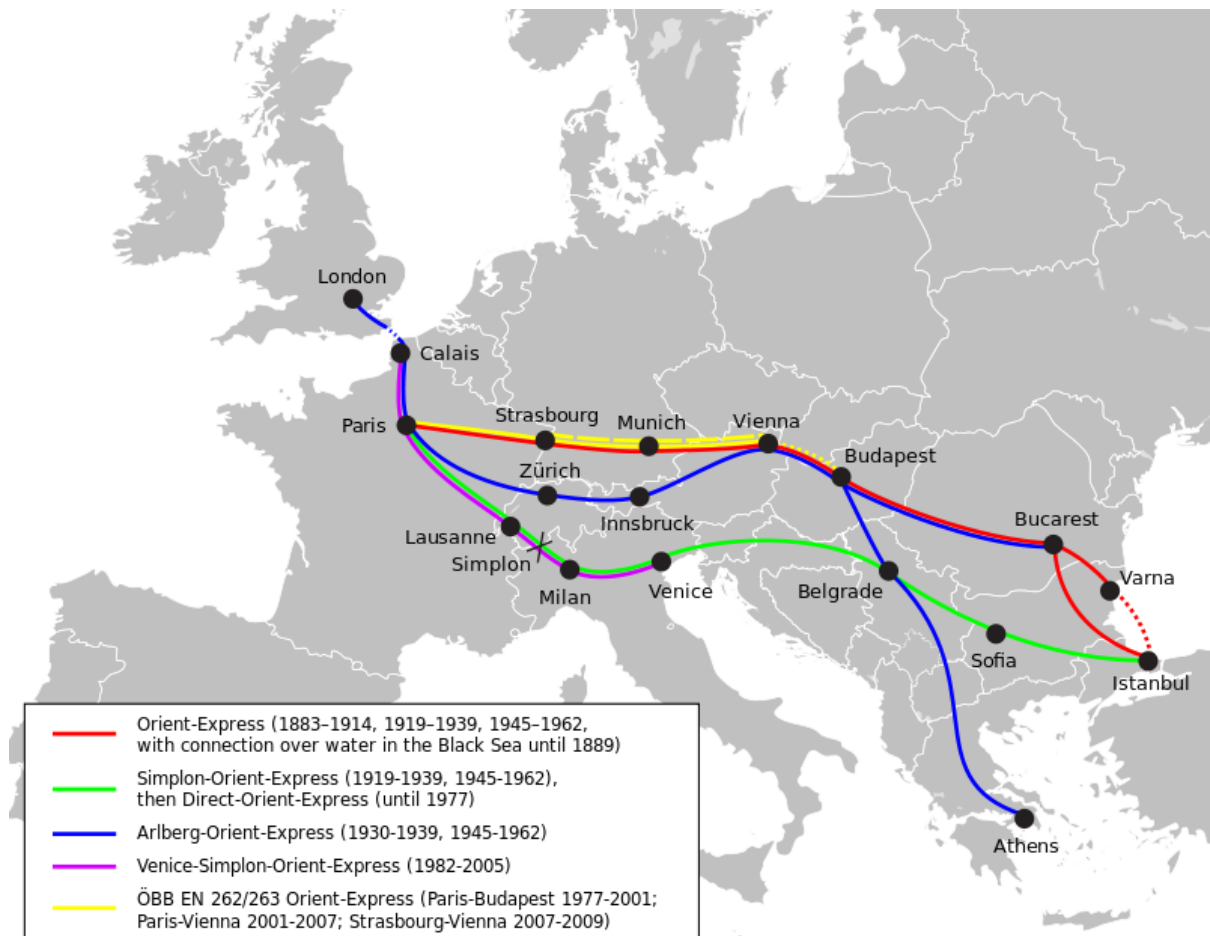 London
Calais
Paris
Strasbourg
Munich
Vienna
Budapest
Zürich
Innsbruck
Bucarest
Lausanne
Simplon
Milan
Venice
Belgrade
Varna
Sofia
Istanbul
Athens
Orient-Express (1883–1914, 1919–1939, 1945–1962,
with connection over water in the Black Sea until 1889)
Simplon-Orient-Express (1919-1939, 1945-1962),
then Direct-Orient-Express (until 1977)
Arlberg-Orient-Express (1930-1939, 1945-1962)
Venice-Simplon-Orient-Express (1982-2005)
ÖBB EN 262/263 Orient-Express (Paris-Budapest 1977-2001;
Paris-Vienna 2001-2007; Strasbourg-Vienna 2007-2009)